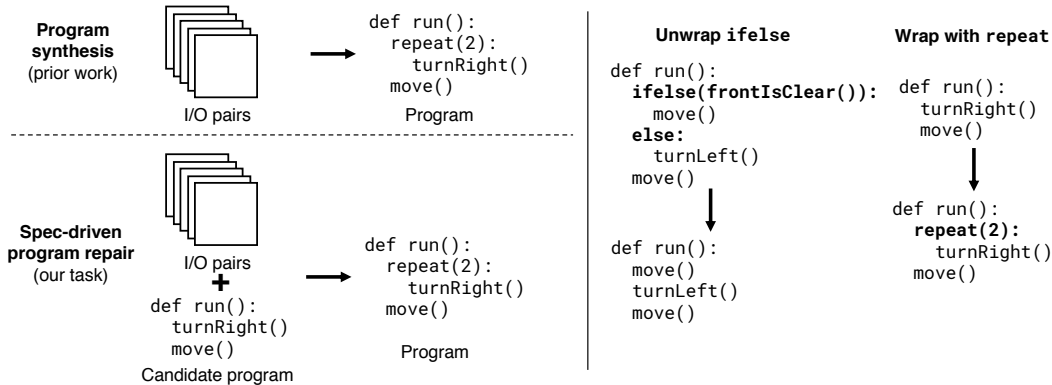 Program
synthesis
(prior work)
I/O pairs
def run():
  repeat(2):
    turnRight()
  move()
Program
Spec-driven
program repair
(our task)
I/O pairs
+
def run():
  turnRight()
  move()
Candidate program
def run():
  repeat(2):
    turnRight()
  move()
Program
Unwrap ifelse
def run():
  ifelse(frontIsClear()):
    move()
  else:
    turnLeft()
  move()
def run():
  move()
  turnLeft()
  move()
Wrap with repeat
def run():
  turnRight()
  move()
def run():
  repeat(2):
    turnRight()
  move()